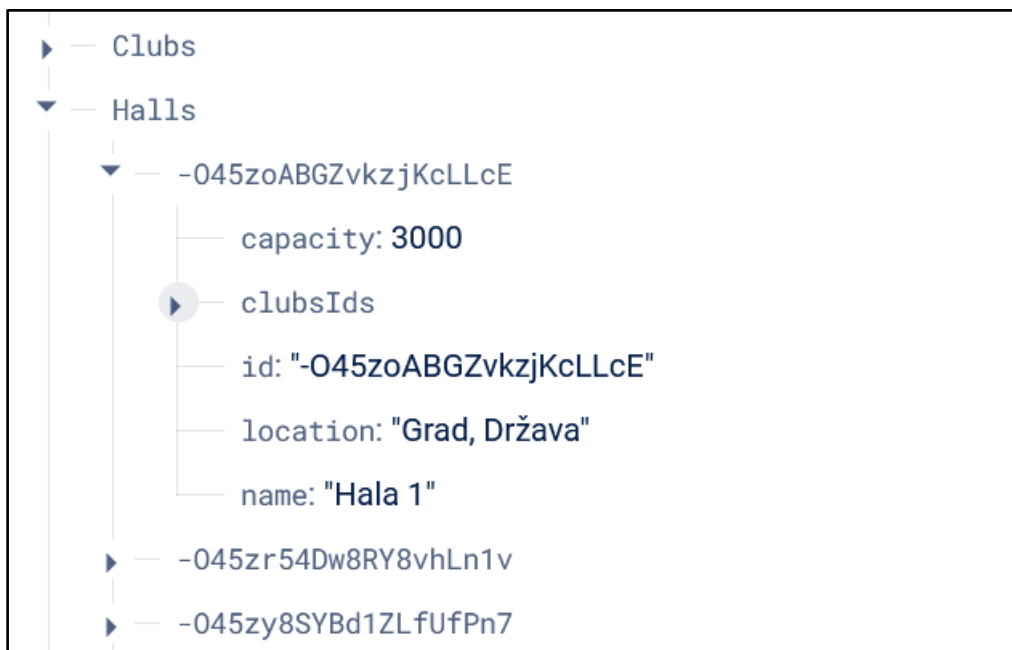 Clubs
Halls
-O45zoABGZvkzjKcLLcE
capacity: 3000
clubsIds
id: "-O45zoABGZvkzjKcLLcE"
location: "Grad, Država"
name: "Hala 1"
-O45zr54Dw8RY8vhLn1v
-O45zy8SYBd1ZLfUfPn7